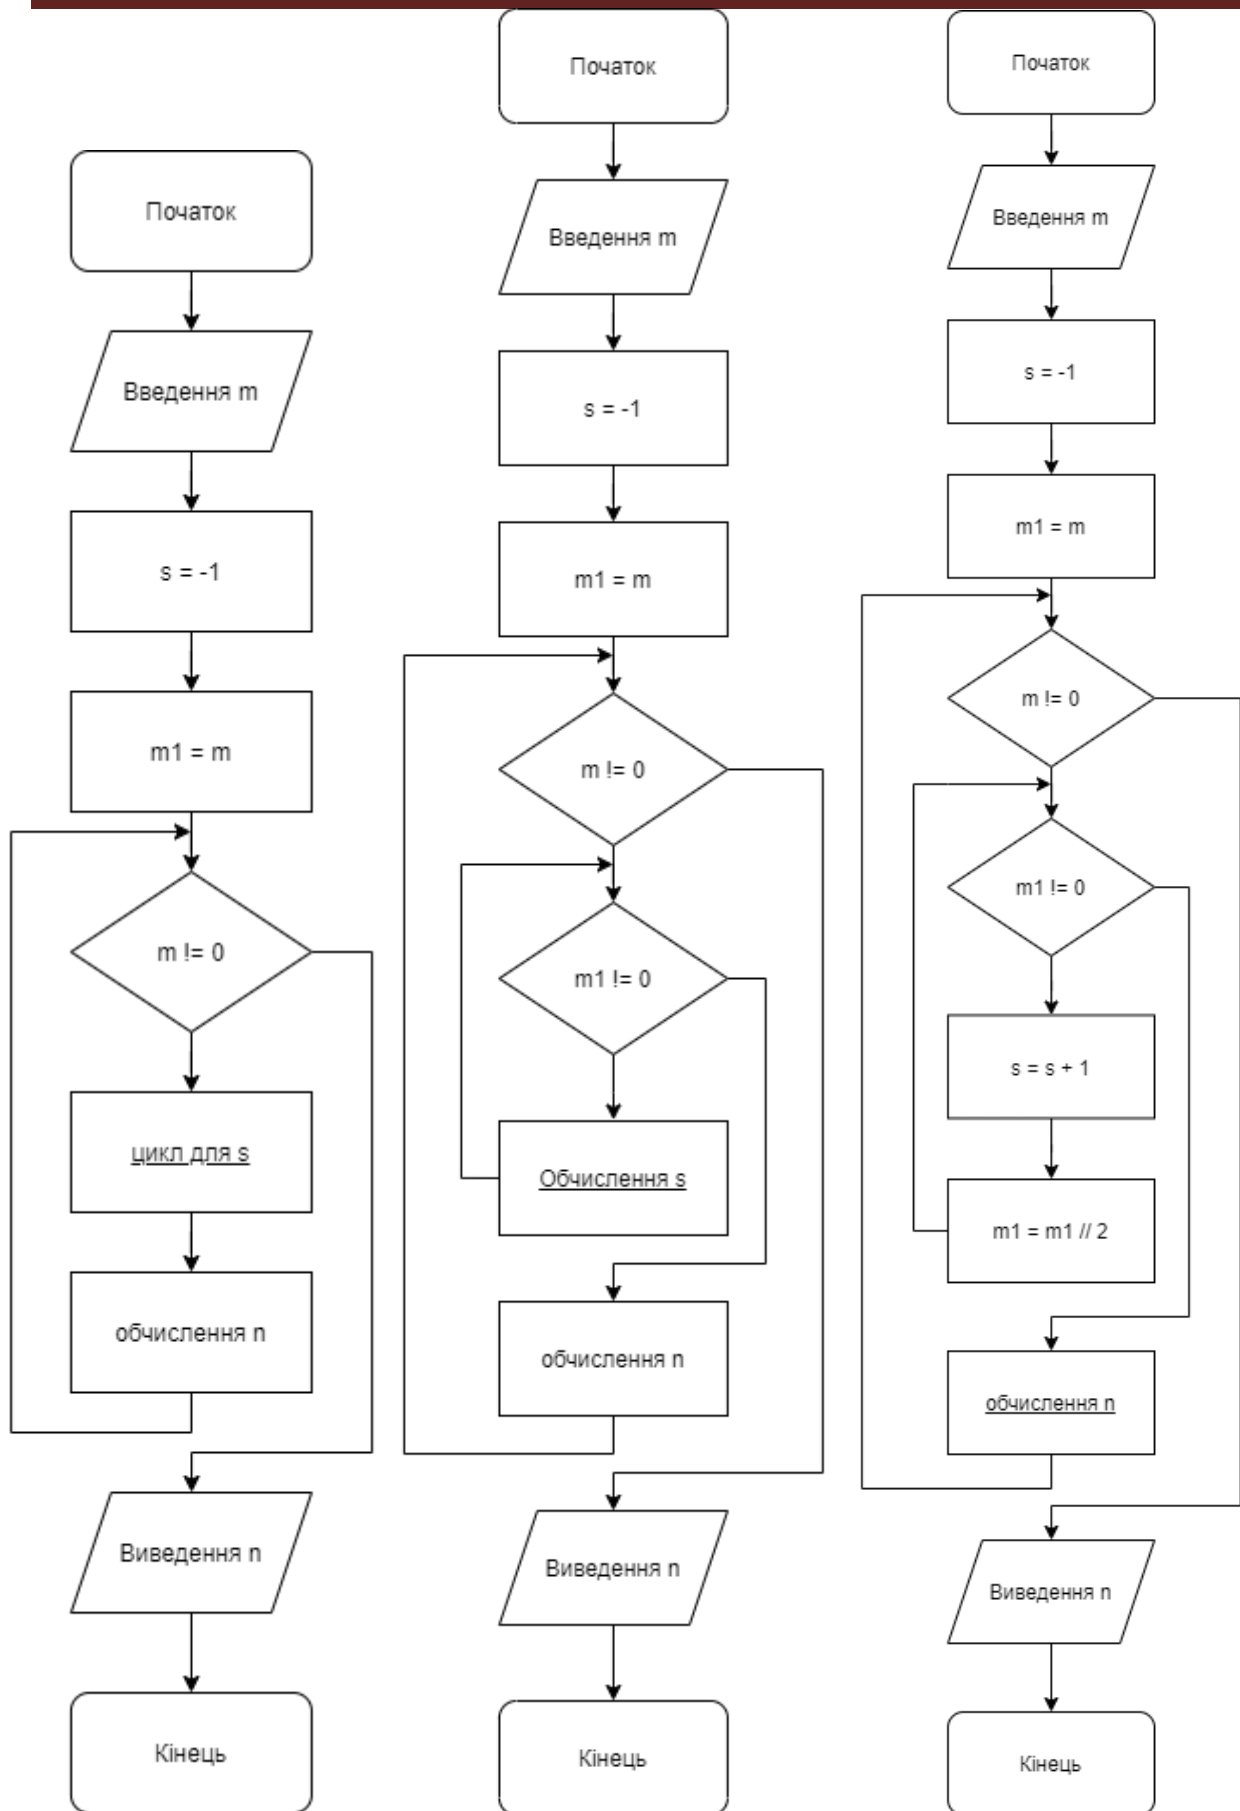 Початок
Введення m
s = -1
m1 = m
m != 0
цикл для s
обчислення n
Виведення n
Кінець
Початок
Введення m
s = -1
m1 = m
m != 0
m1 != 0
Обчислення s
обчислення n
Виведення n
Кінець
Початок
Введення m
s = -1
m1 = m
m != 0
m1 != 0
s = s + 1
m1 = m1 // 2
обчислення n
Виведення n
Кінець